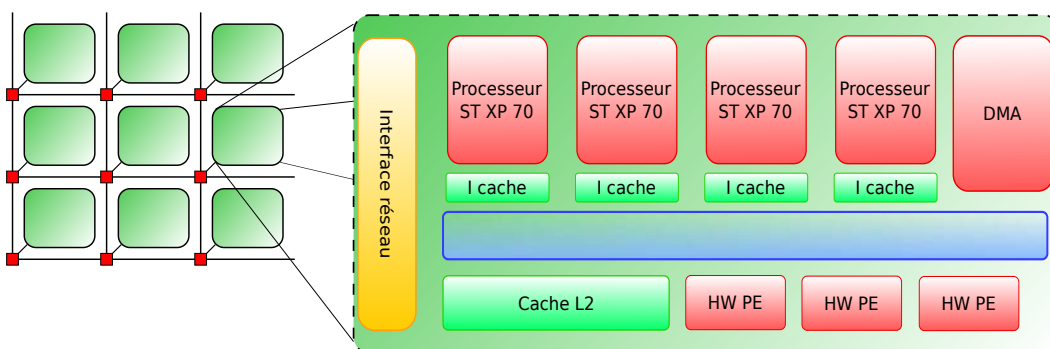 Interface réseau
Processeur
ST XP 70
Processeur
ST XP 70
Processeur
ST XP 70
Processeur
ST XP 70
DMA
I cache
I cache
I cache
I cache
Cache L2
HW PE
HW PE
HW PE